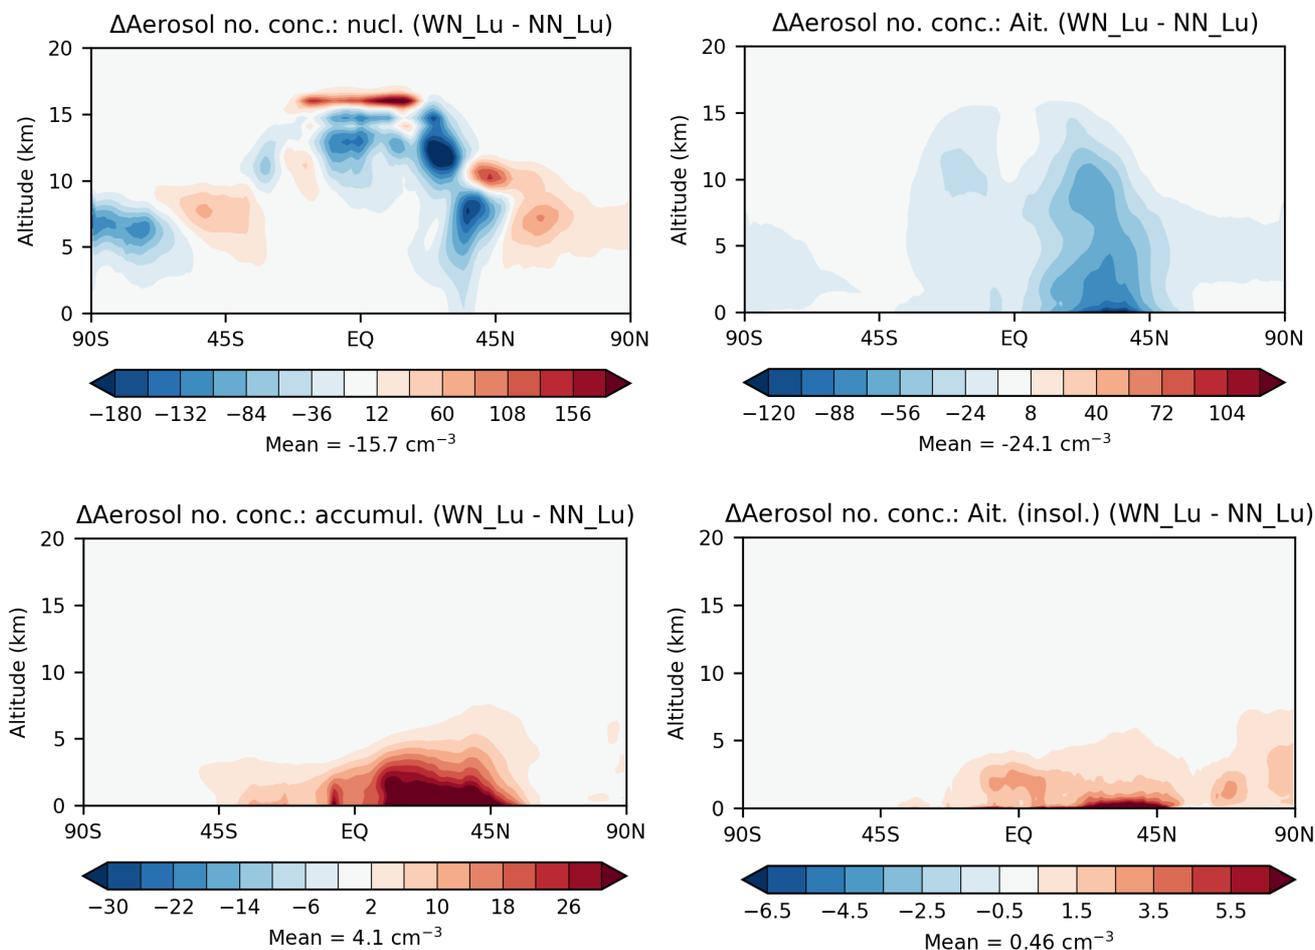 ΔAerosol no. conc.: nucl. (WN_Lu - NN_Lu)
20
15
10
5
0
Altitude (km)
90S 45S EQ 45N 90N
−180 −132 −84 −36 12 60 108 156
Mean = -15.7 cm⁻³
ΔAerosol no. conc.: Ait. (WN_Lu - NN_Lu)
20
15
10
5
0
Altitude (km)
90S 45S EQ 45N 90N
−120 −88 −56 −24 8 40 72 104
Mean = -24.1 cm⁻³
ΔAerosol no. conc.: accumul. (WN_Lu - NN_Lu)
20
15
10
5
0
Altitude (km)
90S 45S EQ 45N 90N
−30 −22 −14 −6 2 10 18 26
Mean = 4.1 cm⁻³
ΔAerosol no. conc.: Ait. (insol.) (WN_Lu - NN_Lu)
20
15
10
5
0
Altitude (km)
90S 45S EQ 45N 90N
−6.5 −4.5 −2.5 −0.5 1.5 3.5 5.5
Mean = 0.46 cm⁻³